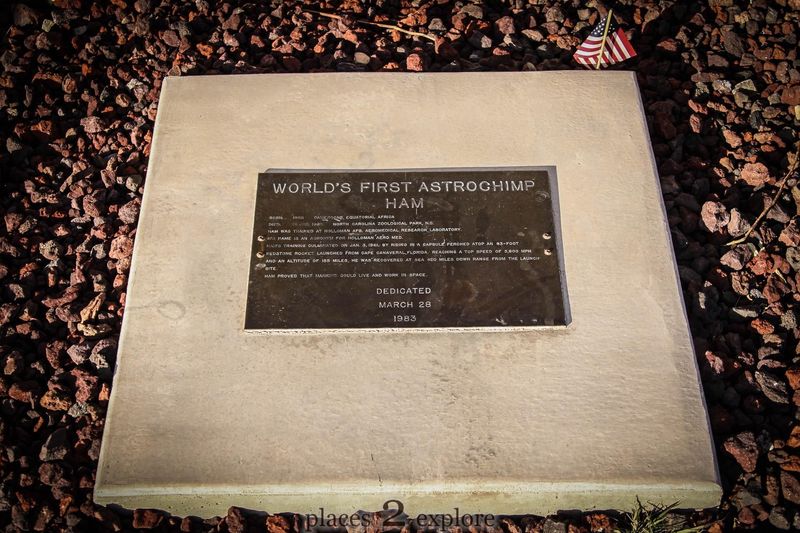 WORLD'S FIRST ASTROCHIMP
HAM
BORN CAMEROONS, EQUATORIAL AFRICA
NORTH CAROLINA ZOOLOGICAL PARK, N.C.
HAM WAS TRAINED AT HOLLOMAN AFB, AEROMEDICAL RESEARCH LABORATORY.
HIS NAME IS AN ACRONYM FOR HOLLOMAN AERO MED.
HAM'S TRAINING CULMINATED ON JAN. 1961, BY RIDING IN A CAPSULE PERCHED ATOP AN 83-FOOT
REDSTONE ROCKET LAUNCHED FROM CAPE CANAVERAL, FLORIDA. REACHING A TOP SPEED OF MPH
AND AN ALTITUDE OF 155 MILES, HE WAS RECOVERED AT SEA 420 MILES DOWN RANGE FROM THE LAUNCH
SITE.
HAM PROVED THAT MANKIND COULD LIVE AND WORK IN SPACE.
DEDICATED
MARCH 28
1983
places 2 explore